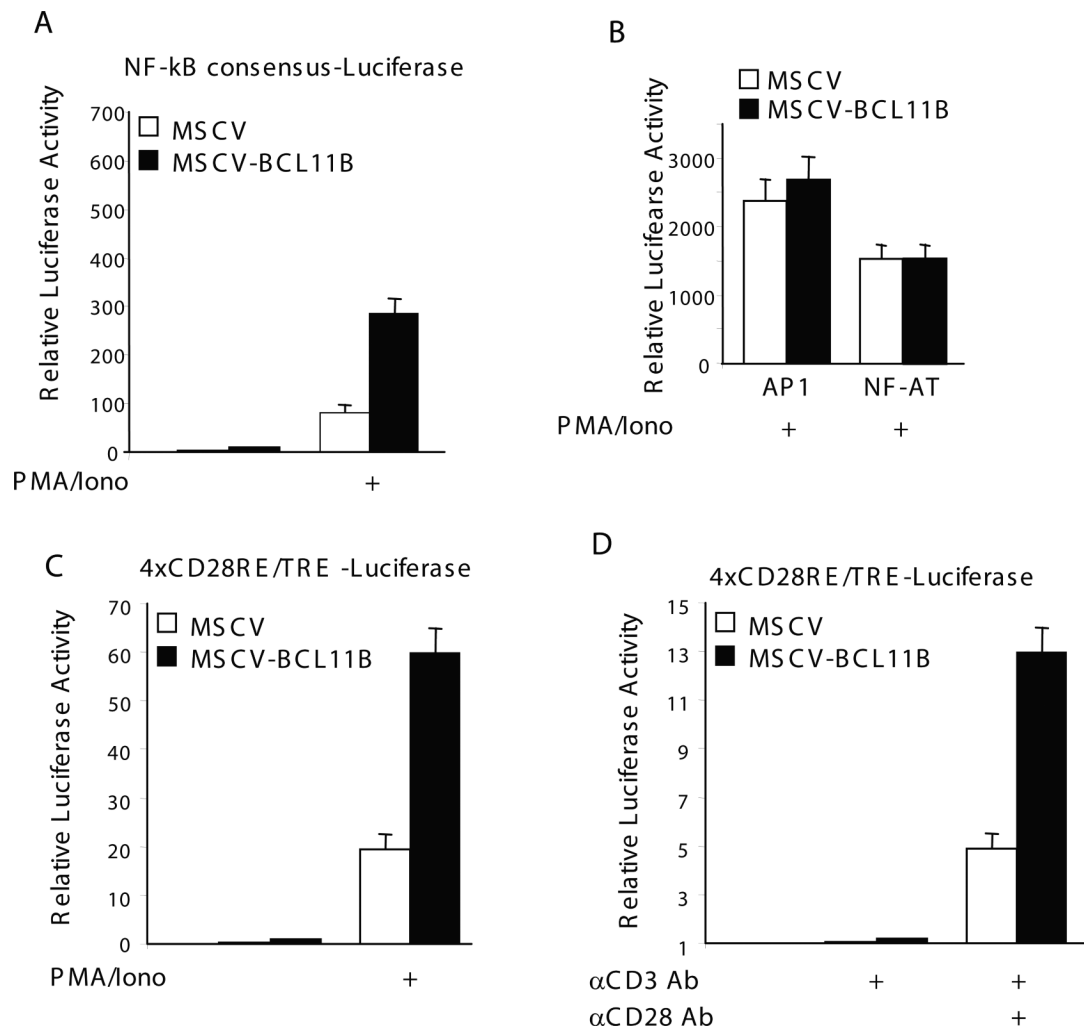 A
NF-kB consensus-Luciferase
Relative Luciferase Activity
700
600
500
400
300
200
100
0
MSCV
MSCV-BCL11B
PMA/Iono +
B
MSCV
MSCV-BCL11B
Relative Lucifearse Activity
3000
2000
1000
0
AP1 NF-AT
PMA/Iono + +
C
4xCD28RE/TRE -Luciferase
Relative Luciferase Activity
70
60
50
40
30
20
10
0
MSCV
MSCV-BCL11B
PMA/Iono +
D
4xCD28RE/TRE-Luciferase
Relative Luciferase Activity
15
13
11
9
7
5
3
1
MSCV
MSCV-BCL11B
αCD3 Ab + +
αCD28 Ab +